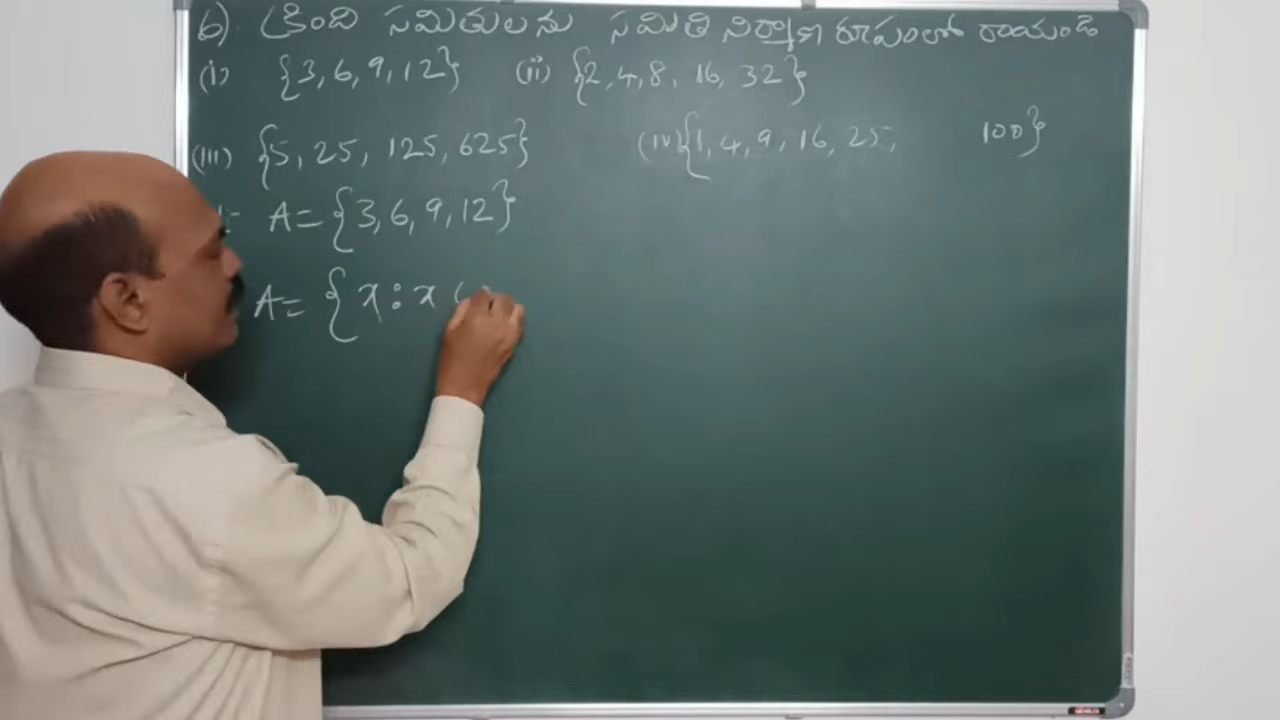 6) క్రింది సమితులను సమితి నిర్మాణ రూపంలో రాయండి
(i) {3, 6, 9, 12} (ii) {2, 4, 8, 16, 32}
(iii) {5, 25, 125, 625} (iv) {1, 4, 9, 16, 25, 100}
A = {3, 6, 9, 12}
A = { x : x